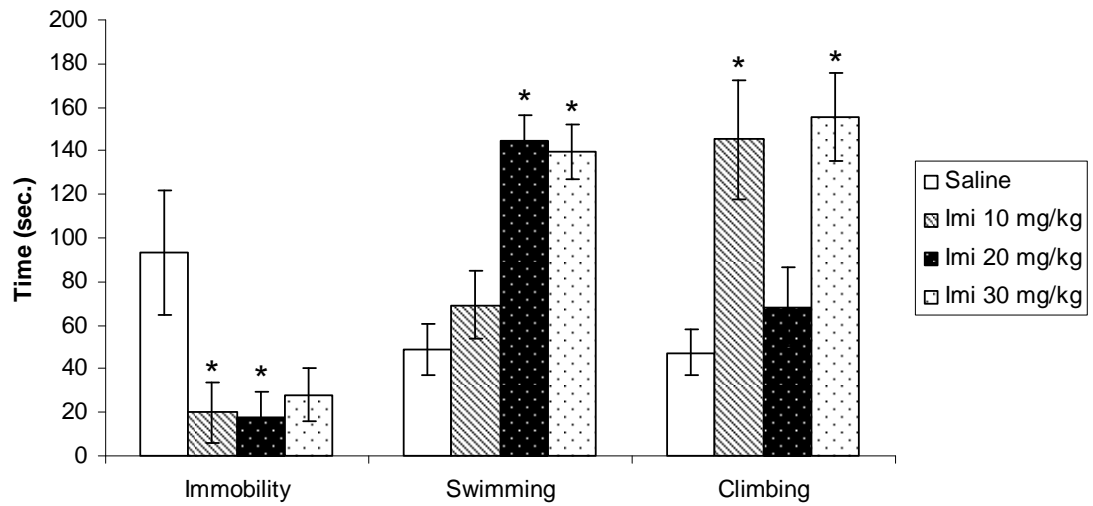 200
180
160
140
120
100
80
60
40
20
0
Time (sec.)
* *
* *
* *
Immobility Swimming Climbing
Saline
Imi 10 mg/kg
Imi 20 mg/kg
Imi 30 mg/kg